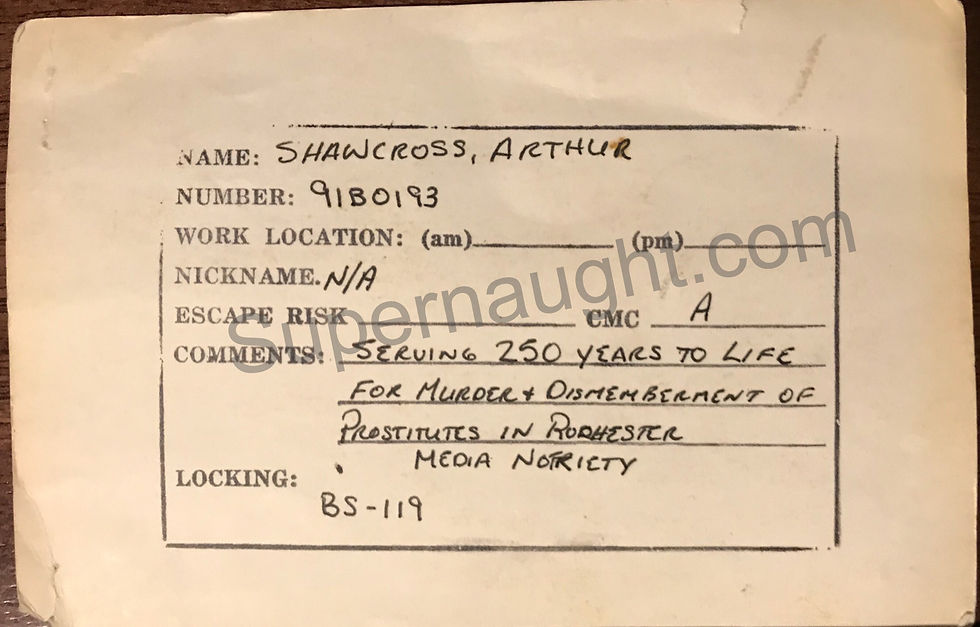 NAME: SHAWCROSS, ARTHUR
NUMBER: 91B0193
WORK LOCATION: (am) (pm)
NICKNAME. N/A
ESCAPE RISK CMC A
COMMENTS: SERVING 250 YEARS TO LIFE
FOR MURDER & DISMEMBERMENT OF
PROSTITUTES IN ROCHESTER
MEDIA NOTRIETY
LOCKING:
BS-119
Supernaught.com